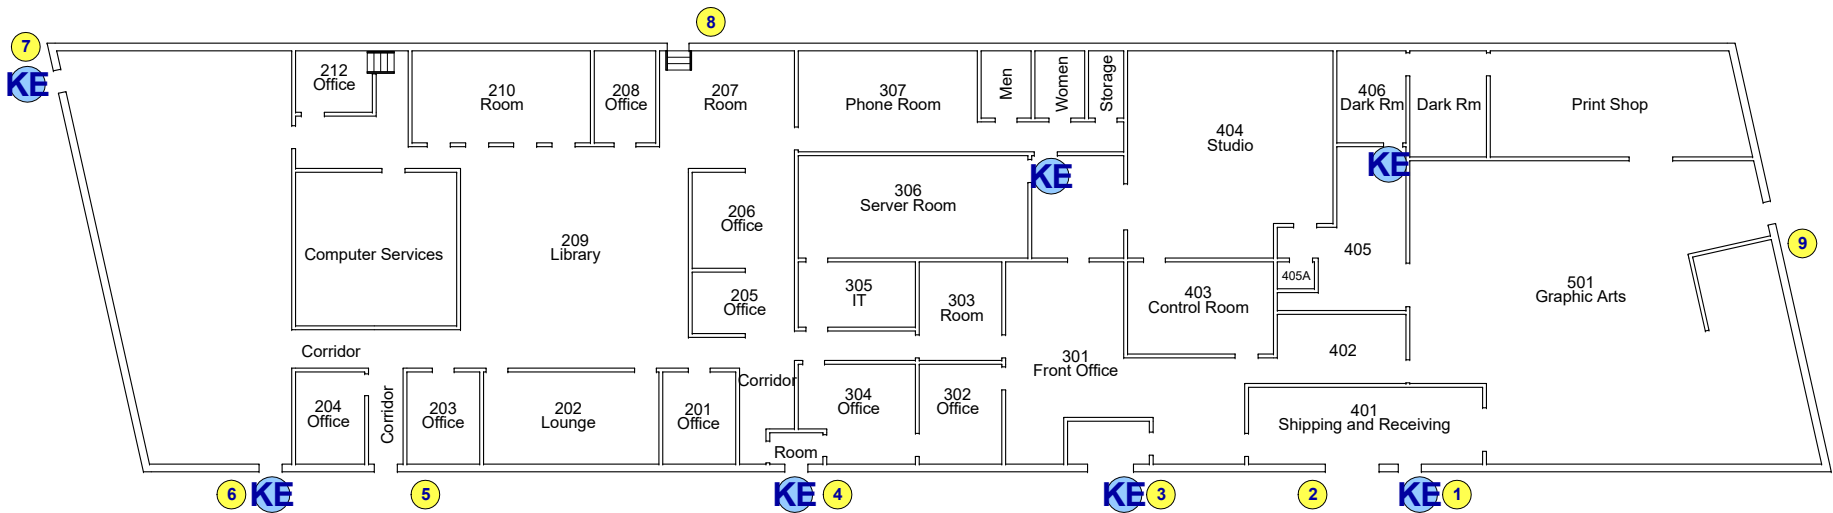 8
7
KE
212
Office
210
Room
208
Office
207
Room
307
Phone Room
Men
Women
Storage
404
Studio
406
Dark Rm
Dark Rm
Print Shop
KE
KE
306
Server Room
206
Office
209
Library
Computer Services
405
9
405A
205
Office
305
IT
303
Room
403
Control Room
501
Graphic Arts
Corridor
402
301
Front Office
Corridor
204
Office
Corridor
203
Office
202
Lounge
201
Office
304
Office
302
Office
401
Shipping and Receiving
Room
6
KE
5
KE
4
KE
3
2
KE
1